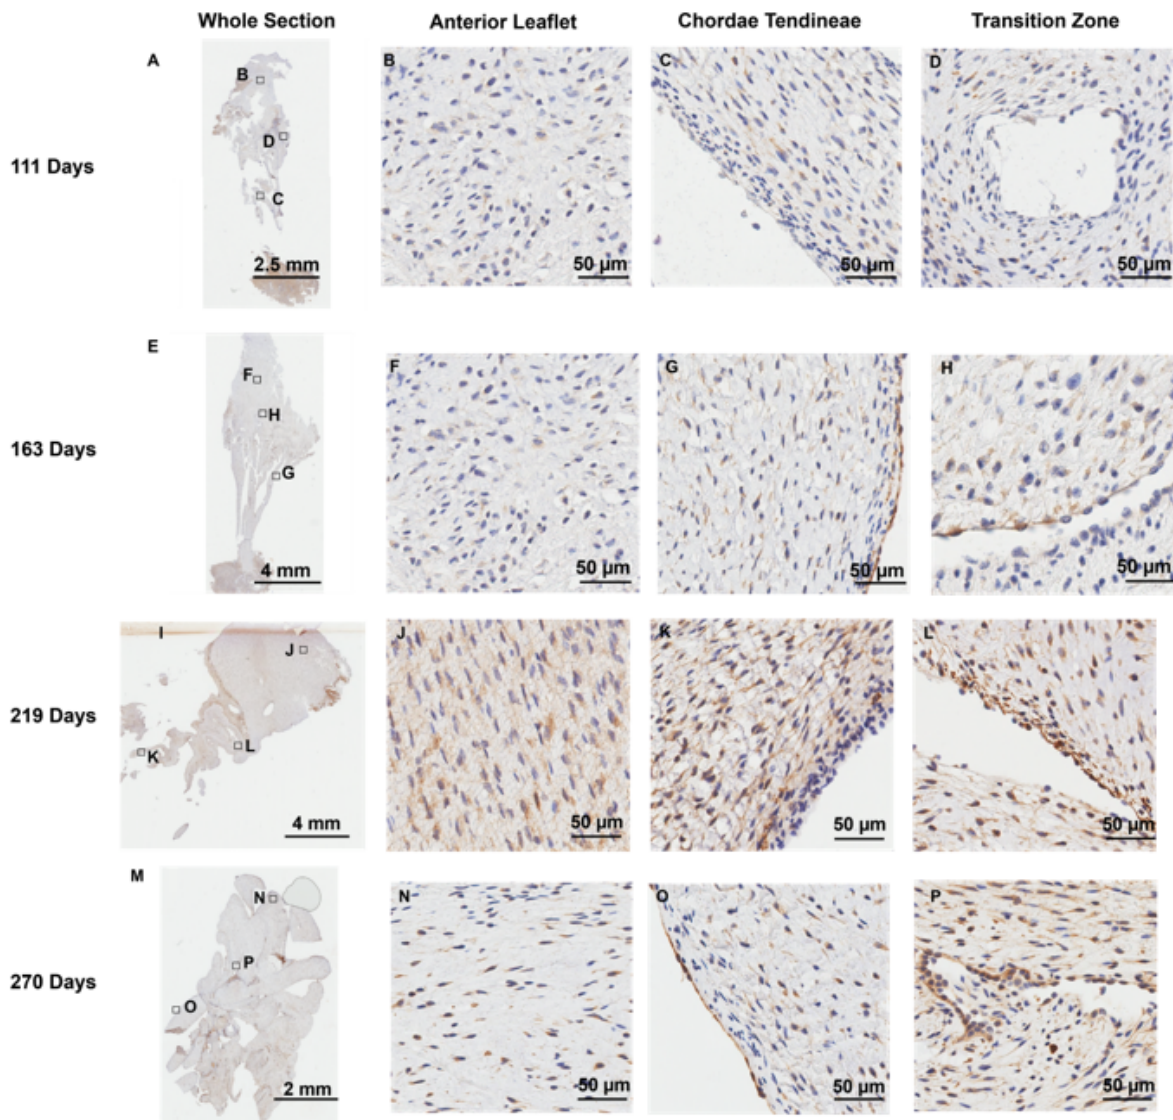 Whole Section Anterior Leaflet Chordae Tendineae Transition Zone
111 Days
A B D C 2.5 mm
B 50 µm
C 50 µm
D 50 µm
163 Days
E F H G 4 mm
F 50 µm
G 50 µm
H 50 µm
219 Days
I J K L 4 mm
J 50 µm
K 50 µm
L 50 µm
270 Days
M N P O 2 mm
N 50 µm
O 50 µm
P 50 µm